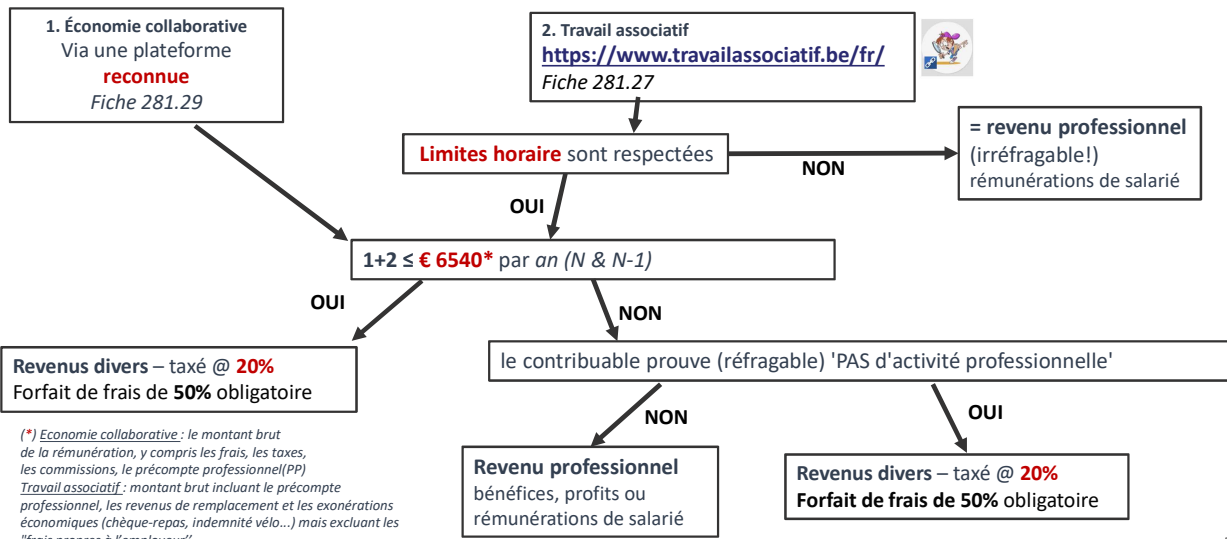 1. Économie collaborative
Via une plateforme
reconnue
Fiche 281.29
2. Travail associatif
https://www.travailassociatif.be/fr/
Fiche 281.27
Limites horaire sont respectées
NON
= revenu professionnel
(irréfragable!)
rémunérations de salarié
OUI
1+2 ≤ € 6540* par an (N & N-1)
OUI
NON
Revenus divers – taxé @ 20%
Forfait de frais de 50% obligatoire
le contribuable prouve (réfragable) 'PAS d'activité professionnelle'
NON
OUI
Revenu professionnel
bénéfices, profits ou
rémunérations de salarié
Revenus divers – taxé @ 20%
Forfait de frais de 50% obligatoire
(*) Economie collaborative : le montant brut
de la rémunération, y compris les frais, les taxes,
les commissions, le précompte professionnel(PP)
Travail associatif : montant brut incluant le précompte
professionnel, les revenus de remplacement et les exonérations
économiques (chèque-repas, indemnité vélo...) mais excluant les
"frais propres à l'employeur"